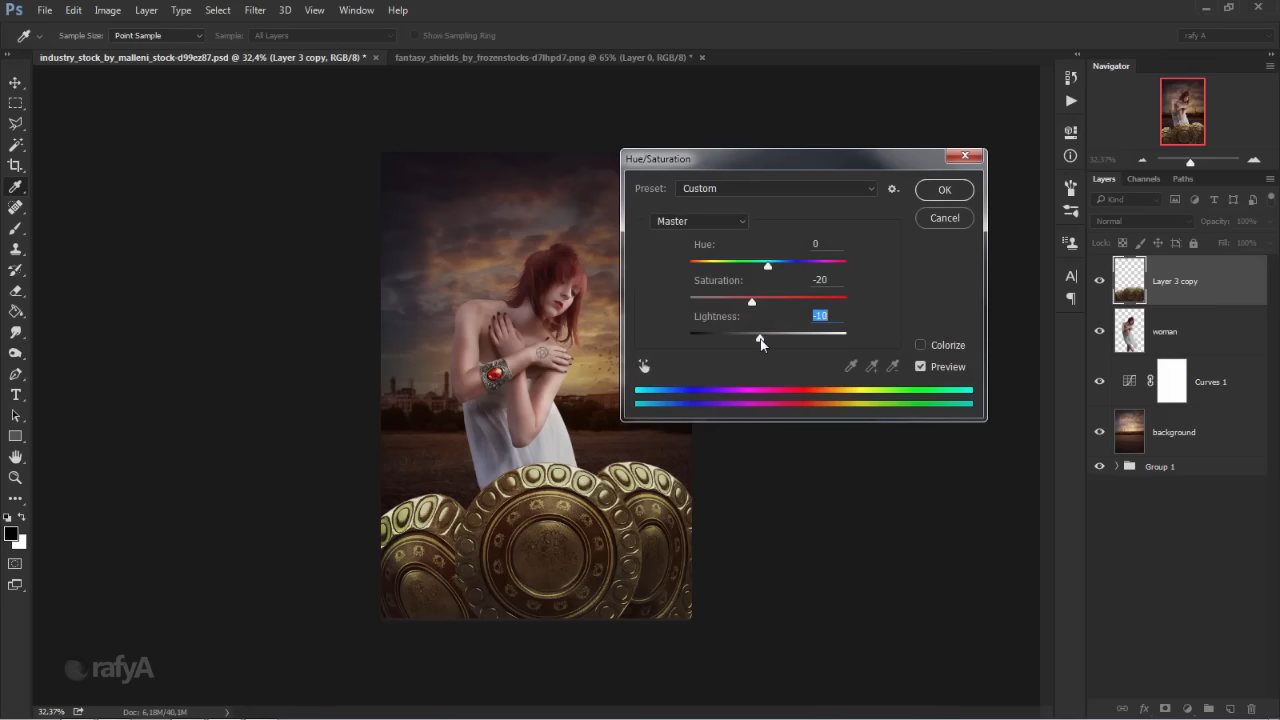 Ps File Edit Image Layer Type Select Filter 3D View Window Help
Sample Size: Point Sample Sample: All Layers Show Sampling Ring rafy A
industry_stock_by_malleni_stock-d99ez87.psd @ 32,4% (Layer 3 copy, RGB/8) * × fantasy_shields_by_frozenstocks-d7lhpd7.png @ 65% (Layer 0, RGB/8) * ×
Navigator
32,37%
Layers Channels Paths
Kind
Normal Opacity: 100%
Lock: Fill: 100%
Layer 3 copy
woman
Curves 1
background
Group 1
Hue/Saturation
Preset: Custom OK
Master Cancel
Hue: 0
Saturation: -20
Lightness: -10
Colorize
Preview
rafyA
32,37% Doc: 6,18M/40,1M